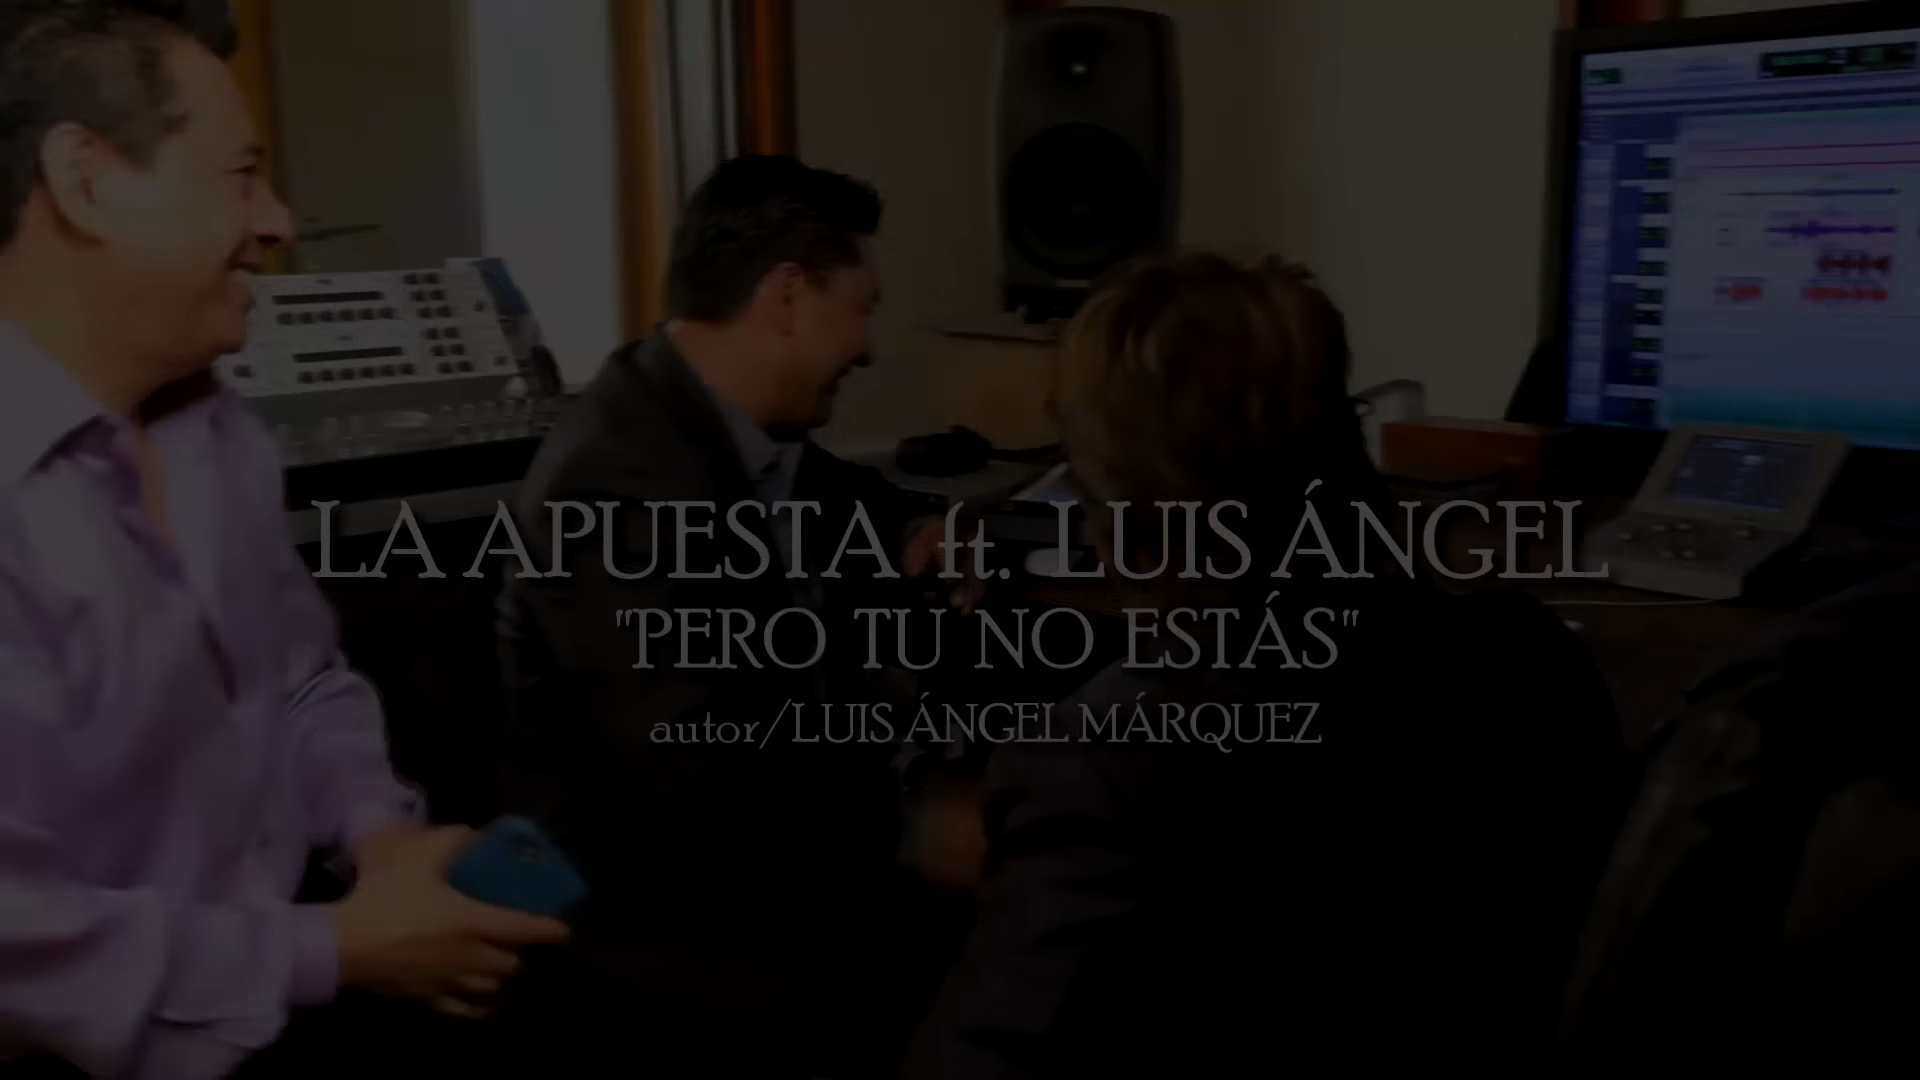 LA APUESTA ft. LUIS ÁNGEL
"PERO TU NO ESTÁS"
autor/LUIS ÁNGEL MÁRQUEZ